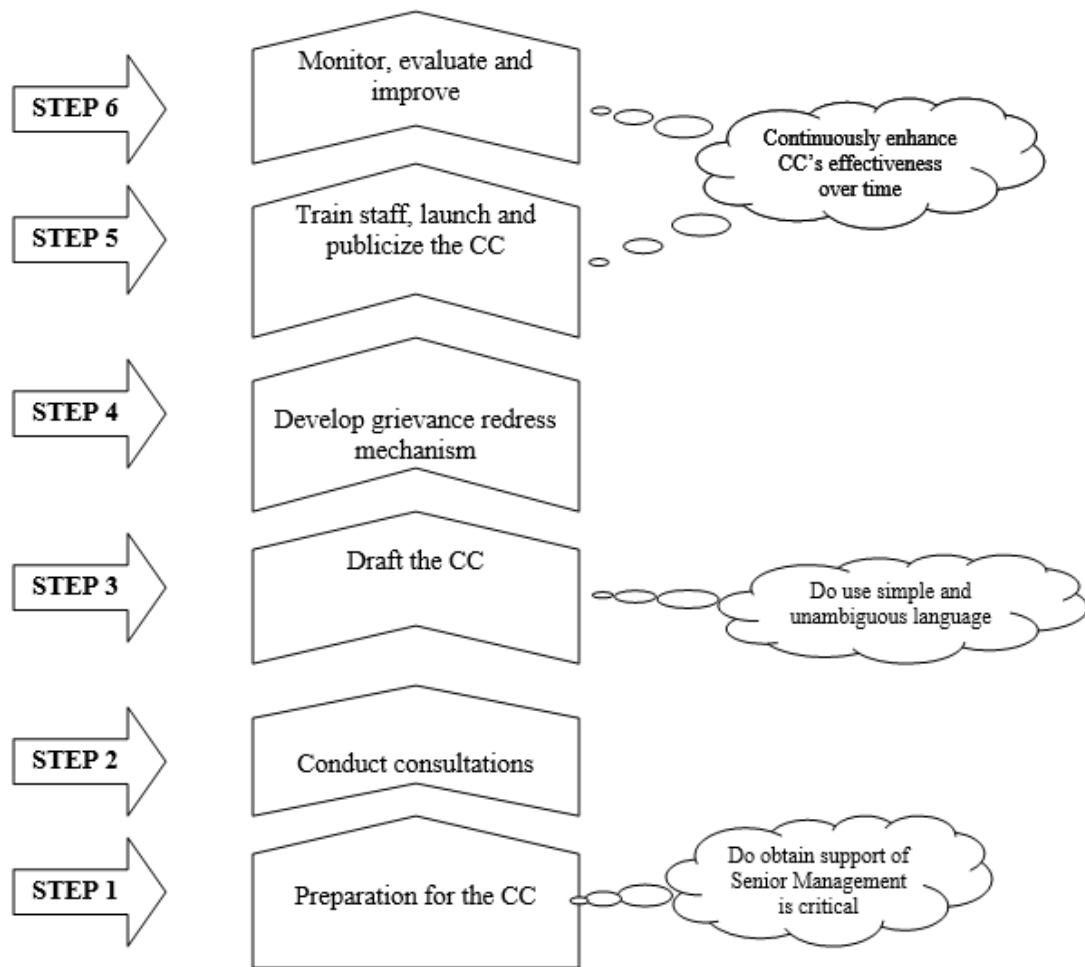 STEP 6
Monitor, evaluate and
improve
Continuously enhance
CC's effectiveness
over time
STEP 5
Train staff, launch and
publicize the CC
STEP 4
Develop grievance redress
mechanism
STEP 3
Draft the CC
Do use simple and
unambiguous language
STEP 2
Conduct consultations
STEP 1
Preparation for the CC
Do obtain support of
Senior Management
is critical